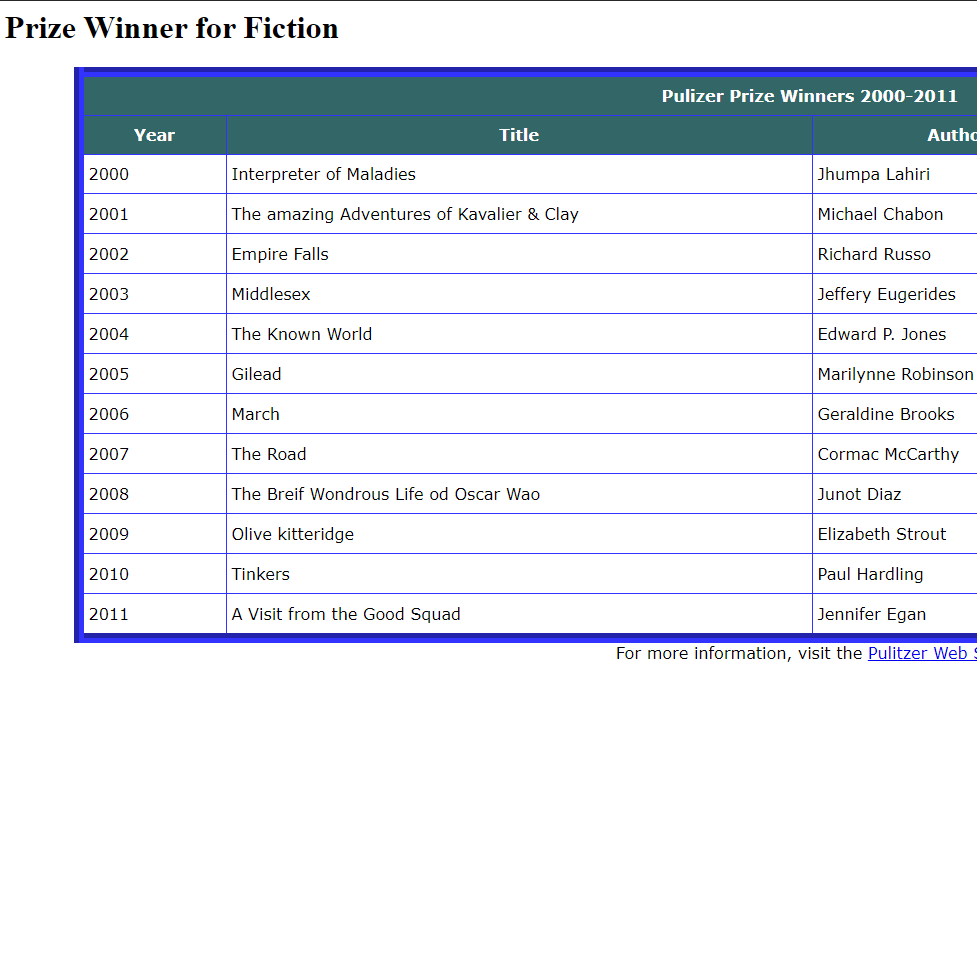 Prize Winner for Fiction
Pulizer Prize Winners 2000-2011
Year Title Autho
2000 Interpreter of Maladies Jhumpa Lahiri
2001 The amazing Adventures of Kavalier & Clay Michael Chabon
2002 Empire Falls Richard Russo
2003 Middlesex Jeffery Eugerides
2004 The Known World Edward P. Jones
2005 Gilead Marilynne Robinson
2006 March Geraldine Brooks
2007 The Road Cormac McCarthy
2008 The Breif Wondrous Life od Oscar Wao Junot Diaz
2009 Olive kitteridge Elizabeth Strout
2010 Tinkers Paul Hardling
2011 A Visit from the Good Squad Jennifer Egan
For more information, visit the Pulitzer Web S